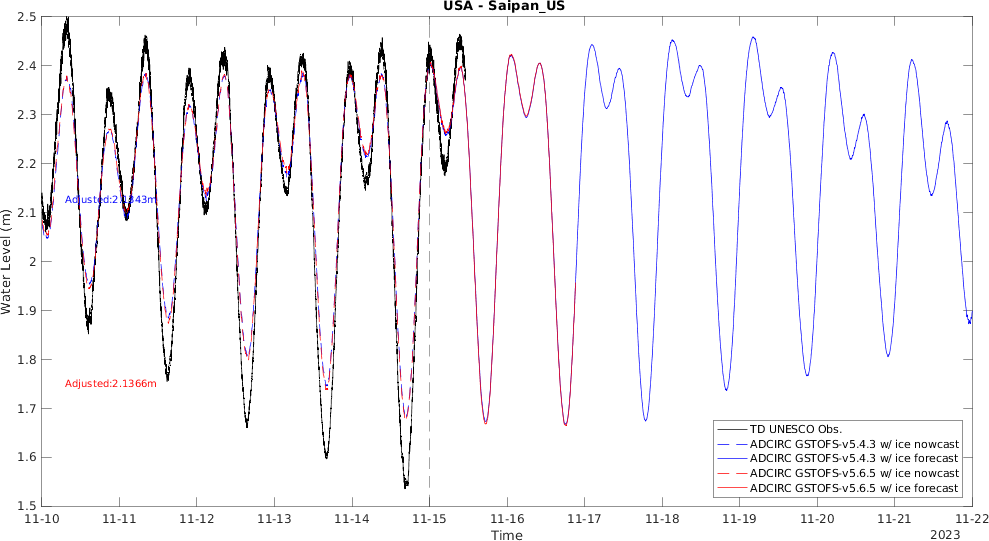 USA - Saipan_US
2.5
2.4
2.3
2.2
2.1
2
1.9
1.8
1.7
1.6
1.5
Water Level (m)
Adjusted:2.1343m
Adjusted:2.1366m
TD UNESCO Obs.
ADCIRC GSTOFS-v5.4.3 w/ ice nowcast
ADCIRC GSTOFS-v5.4.3 w/ ice forecast
ADCIRC GSTOFS-v5.6.5 w/ ice nowcast
ADCIRC GSTOFS-v5.6.5 w/ ice forecast
11-10 11-11 11-12 11-13 11-14 11-15 11-16 11-17 11-18 11-19 11-20 11-21 11-22
Time
2023